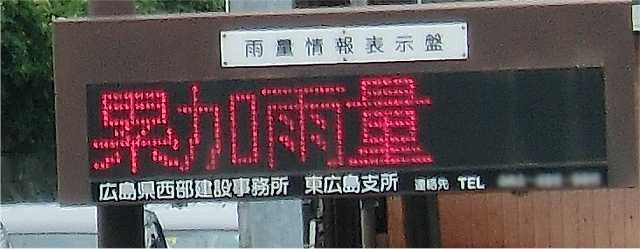 雨量情報表示盤
累加雨量
広島県西部建設事務所 東広島支所 連絡先 TEL